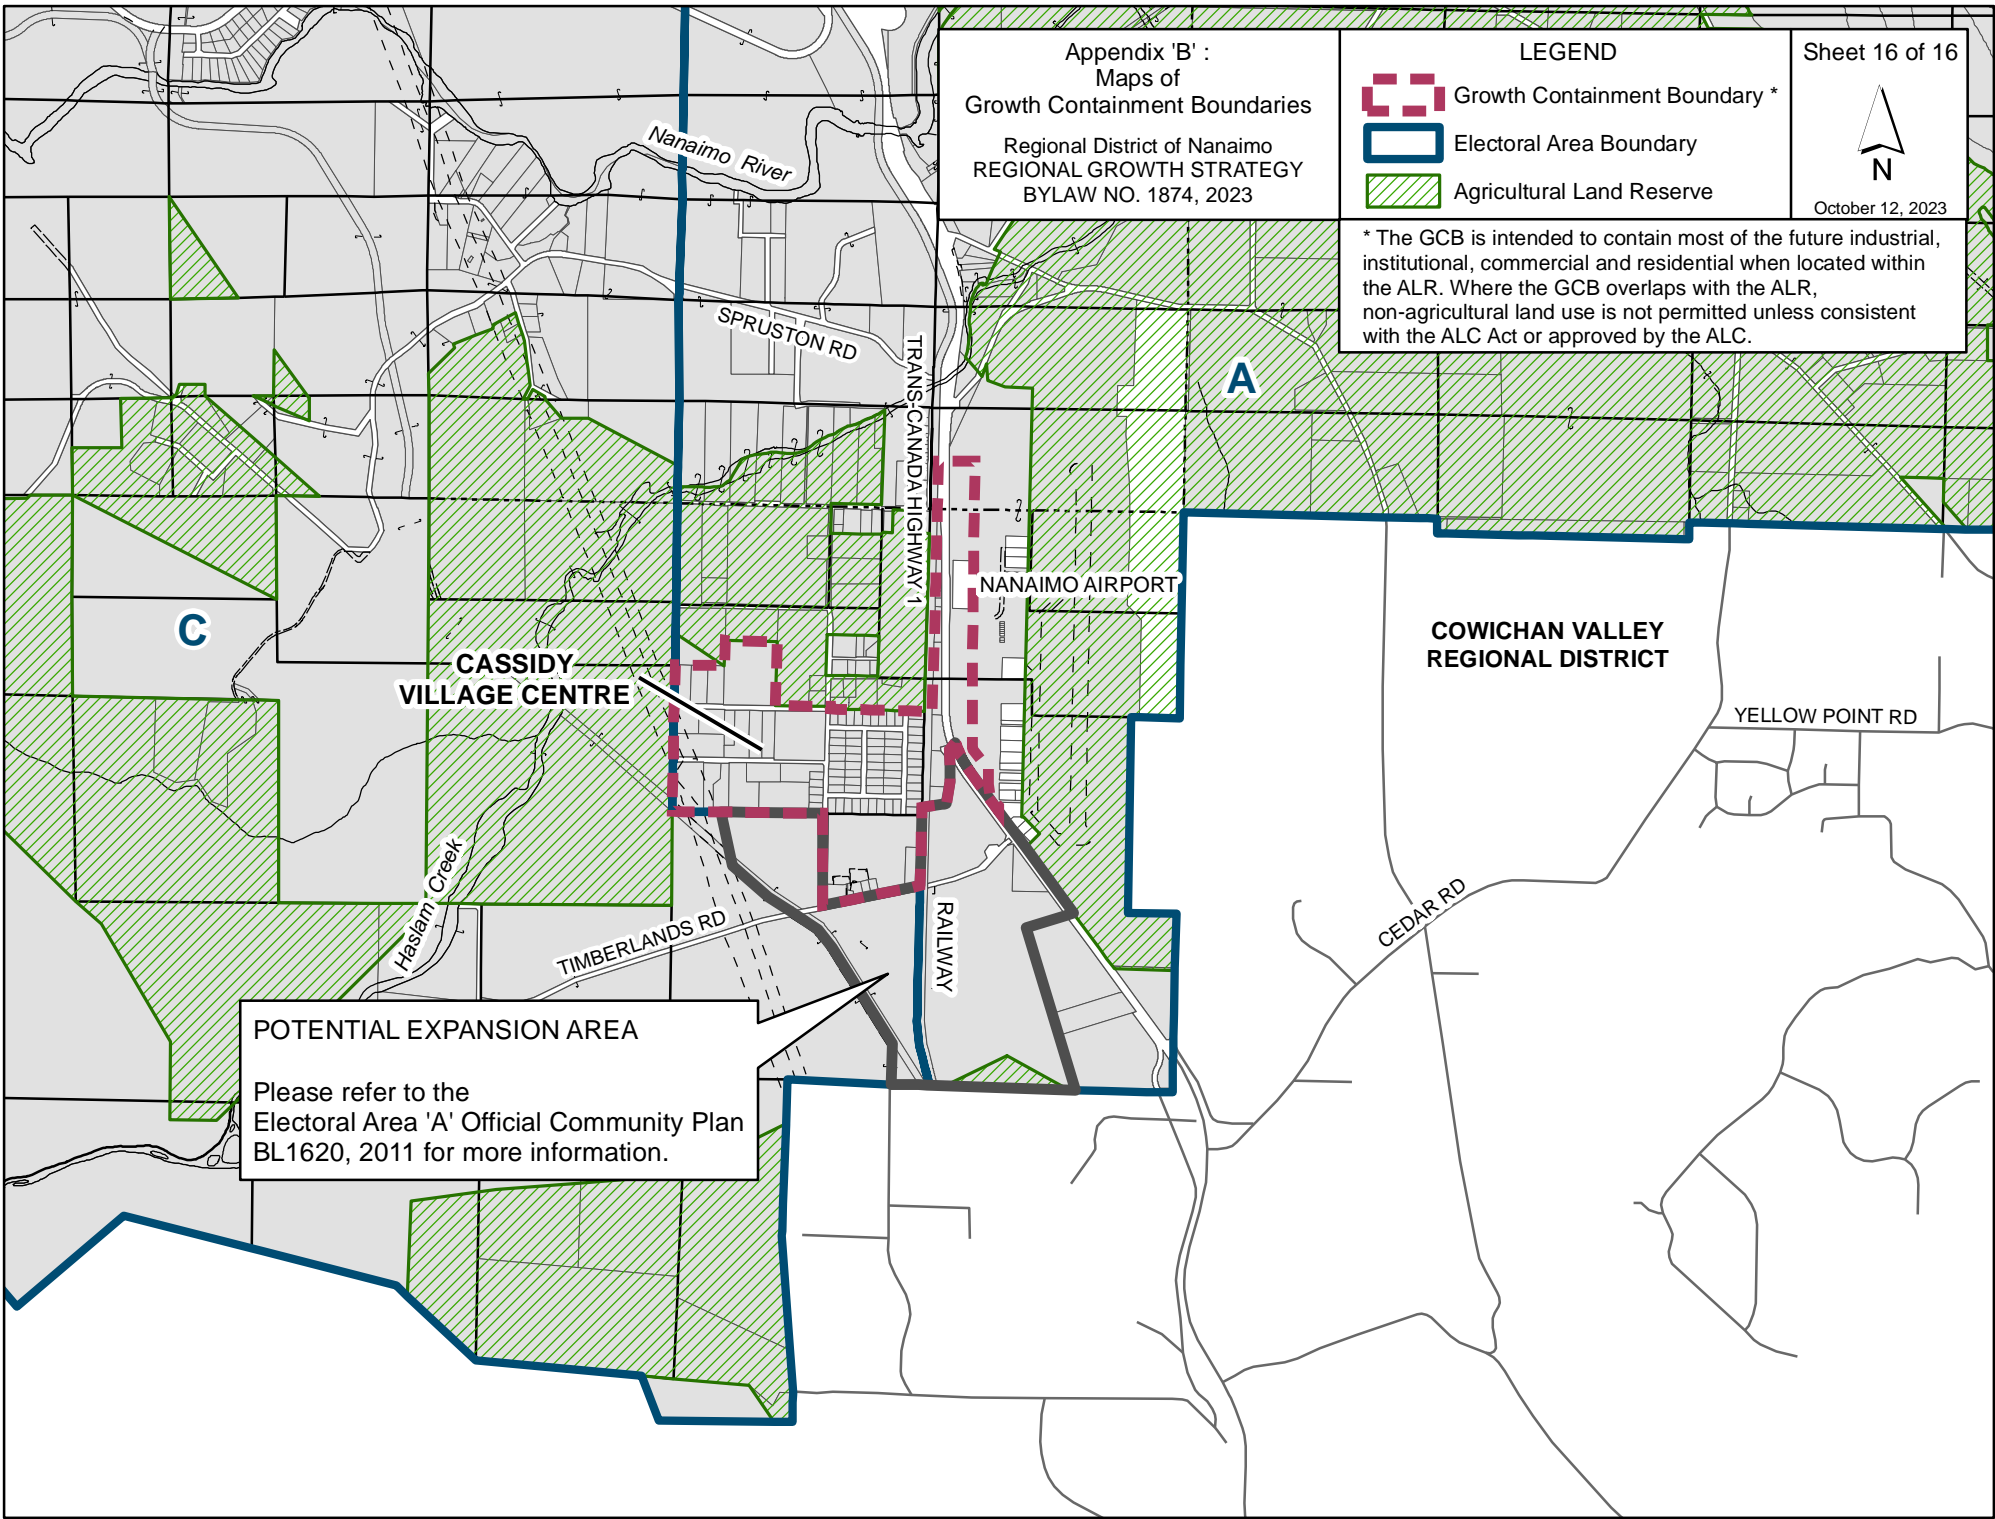 Appendix 'B' :
Maps of
Growth Containment Boundaries
Regional District of Nanaimo
REGIONAL GROWTH STRATEGY
BYLAW NO. 1874, 2023
LEGEND
Growth Containment Boundary *
Electoral Area Boundary
Agricultural Land Reserve
Sheet 16 of 16
N
October 12, 2023
* The GCB is intended to contain most of the future industrial,
institutional, commercial and residential when located within
the ALR. Where the GCB overlaps with the ALR,
non-agricultural land use is not permitted unless consistent
with the ALC Act or approved by the ALC.
Nanaimo River
SPRUSTON RD
TRANS-CANADA HIGHWAY 1
A
NANAIMO AIRPORT
C
CASSIDY
VILLAGE CENTRE
COWICHAN VALLEY
REGIONAL DISTRICT
YELLOW POINT RD
Haslam Creek
TIMBERLANDS RD
RAILWAY
CEDAR RD
POTENTIAL EXPANSION AREA
Please refer to the
Electoral Area 'A' Official Community Plan
BL1620, 2011 for more information.